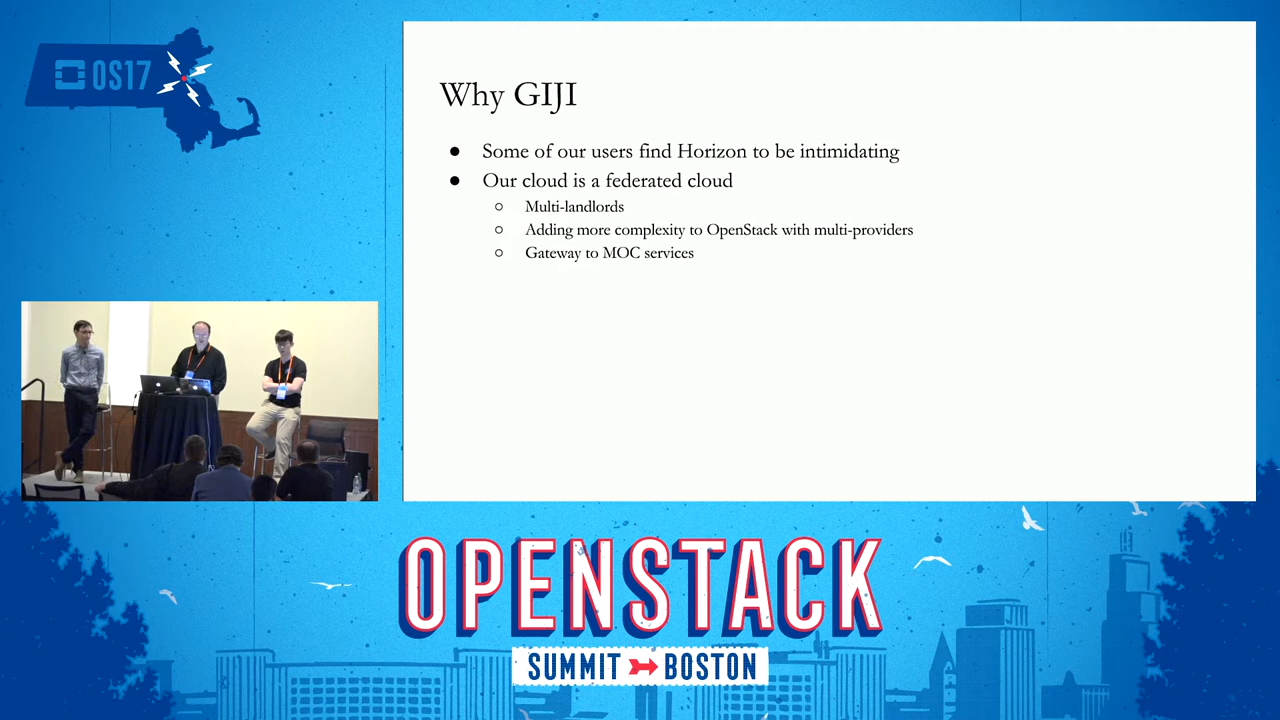 OS17
Why GIJI
● Some of our users find Horizon to be intimidating
● Our cloud is a federated cloud
○ Multi-landlords
○ Adding more complexity to OpenStack with multi-providers
○ Gateway to MOC services
OPENSTACK
SUMMIT BOSTON